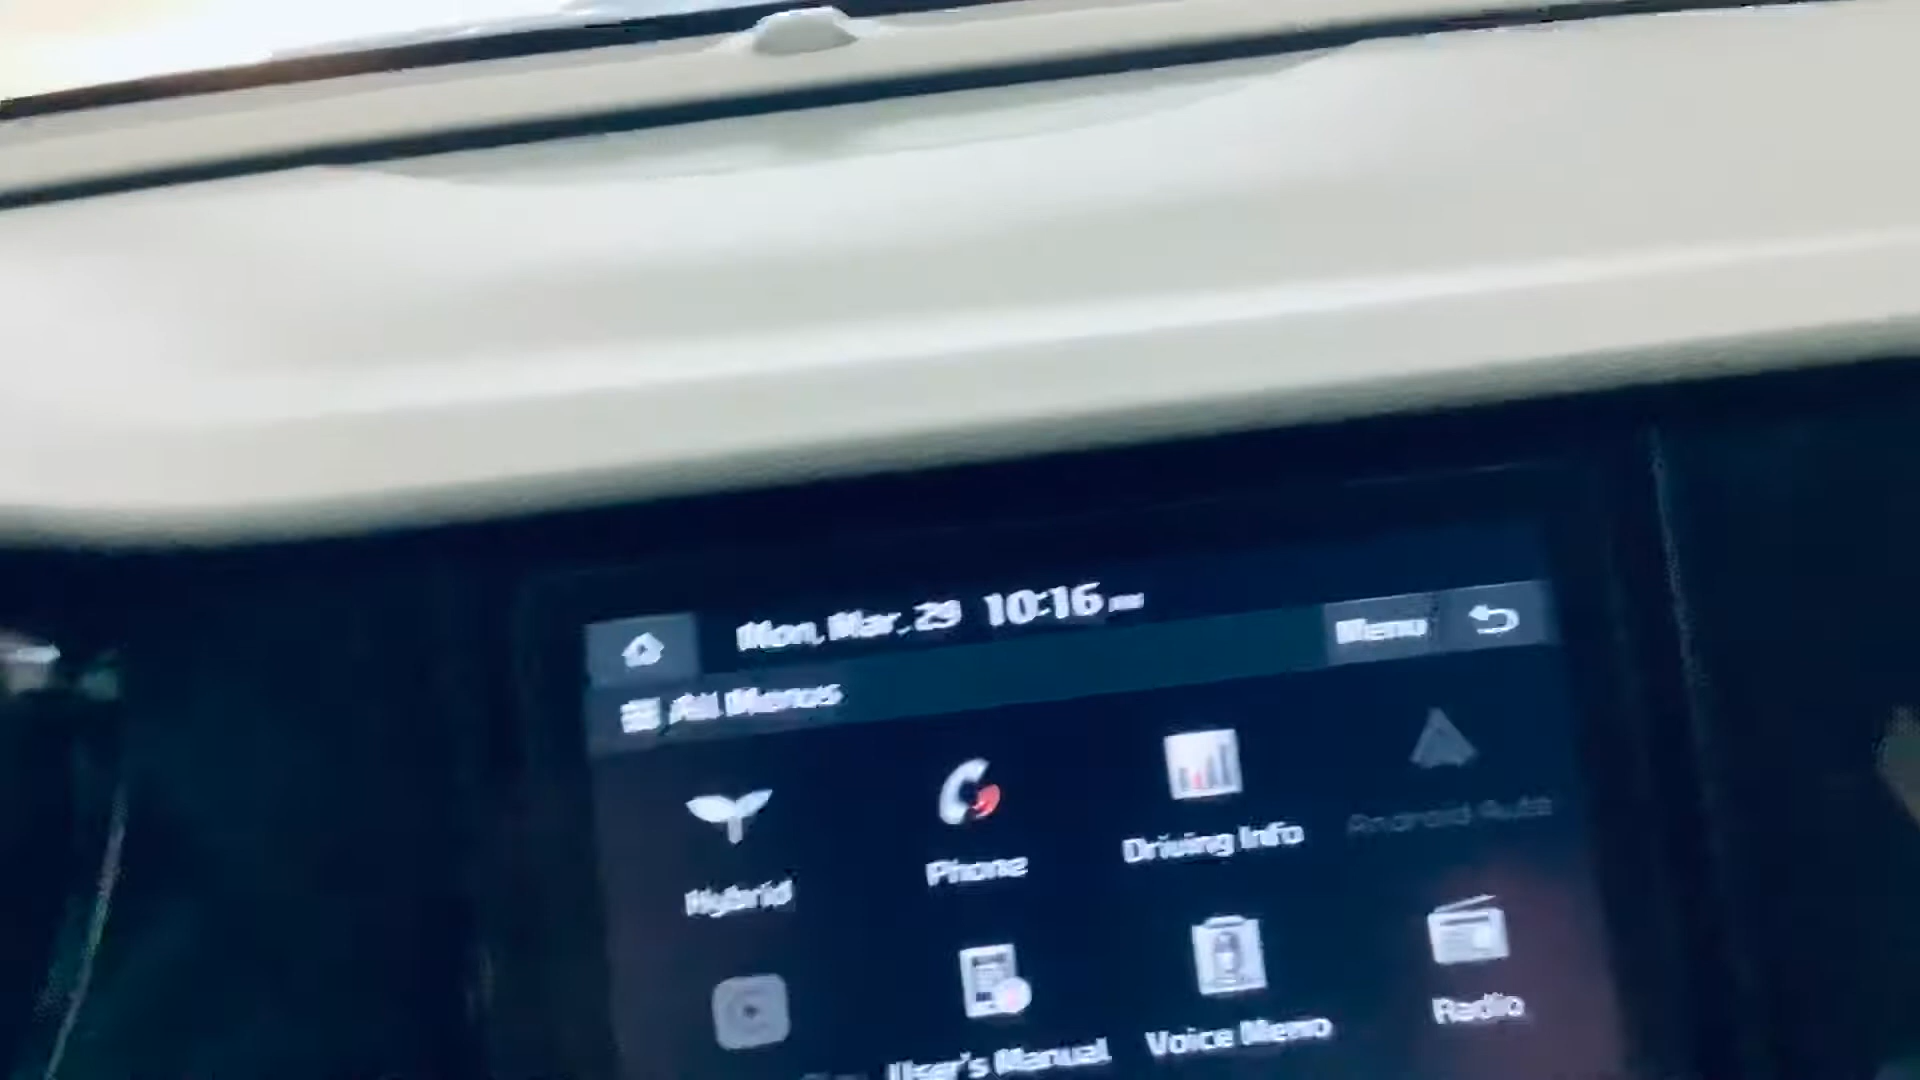 Mon, Mar. 29 10:16
Menu
All Menus
Hybrid
Phone
Driving Info
Android Auto
User's Manual
Voice Memo
Radio